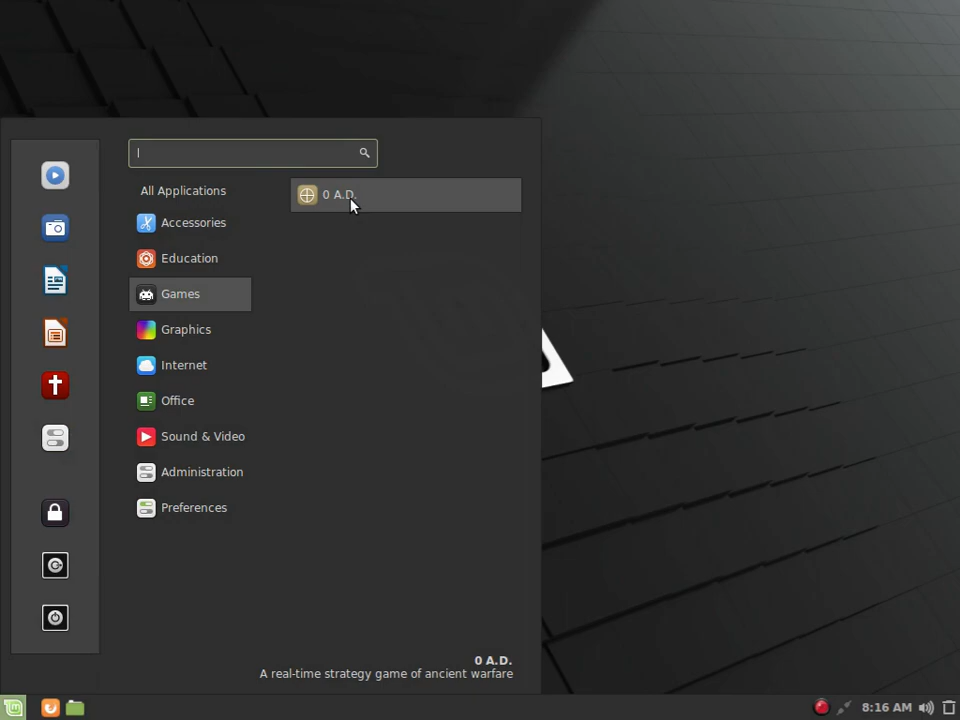 All Applications
0 A.D.
Accessories
Education
Games
Graphics
Internet
Office
Sound & Video
Administration
Preferences
0 A.D.
A real-time strategy game of ancient warfare
8:16 AM